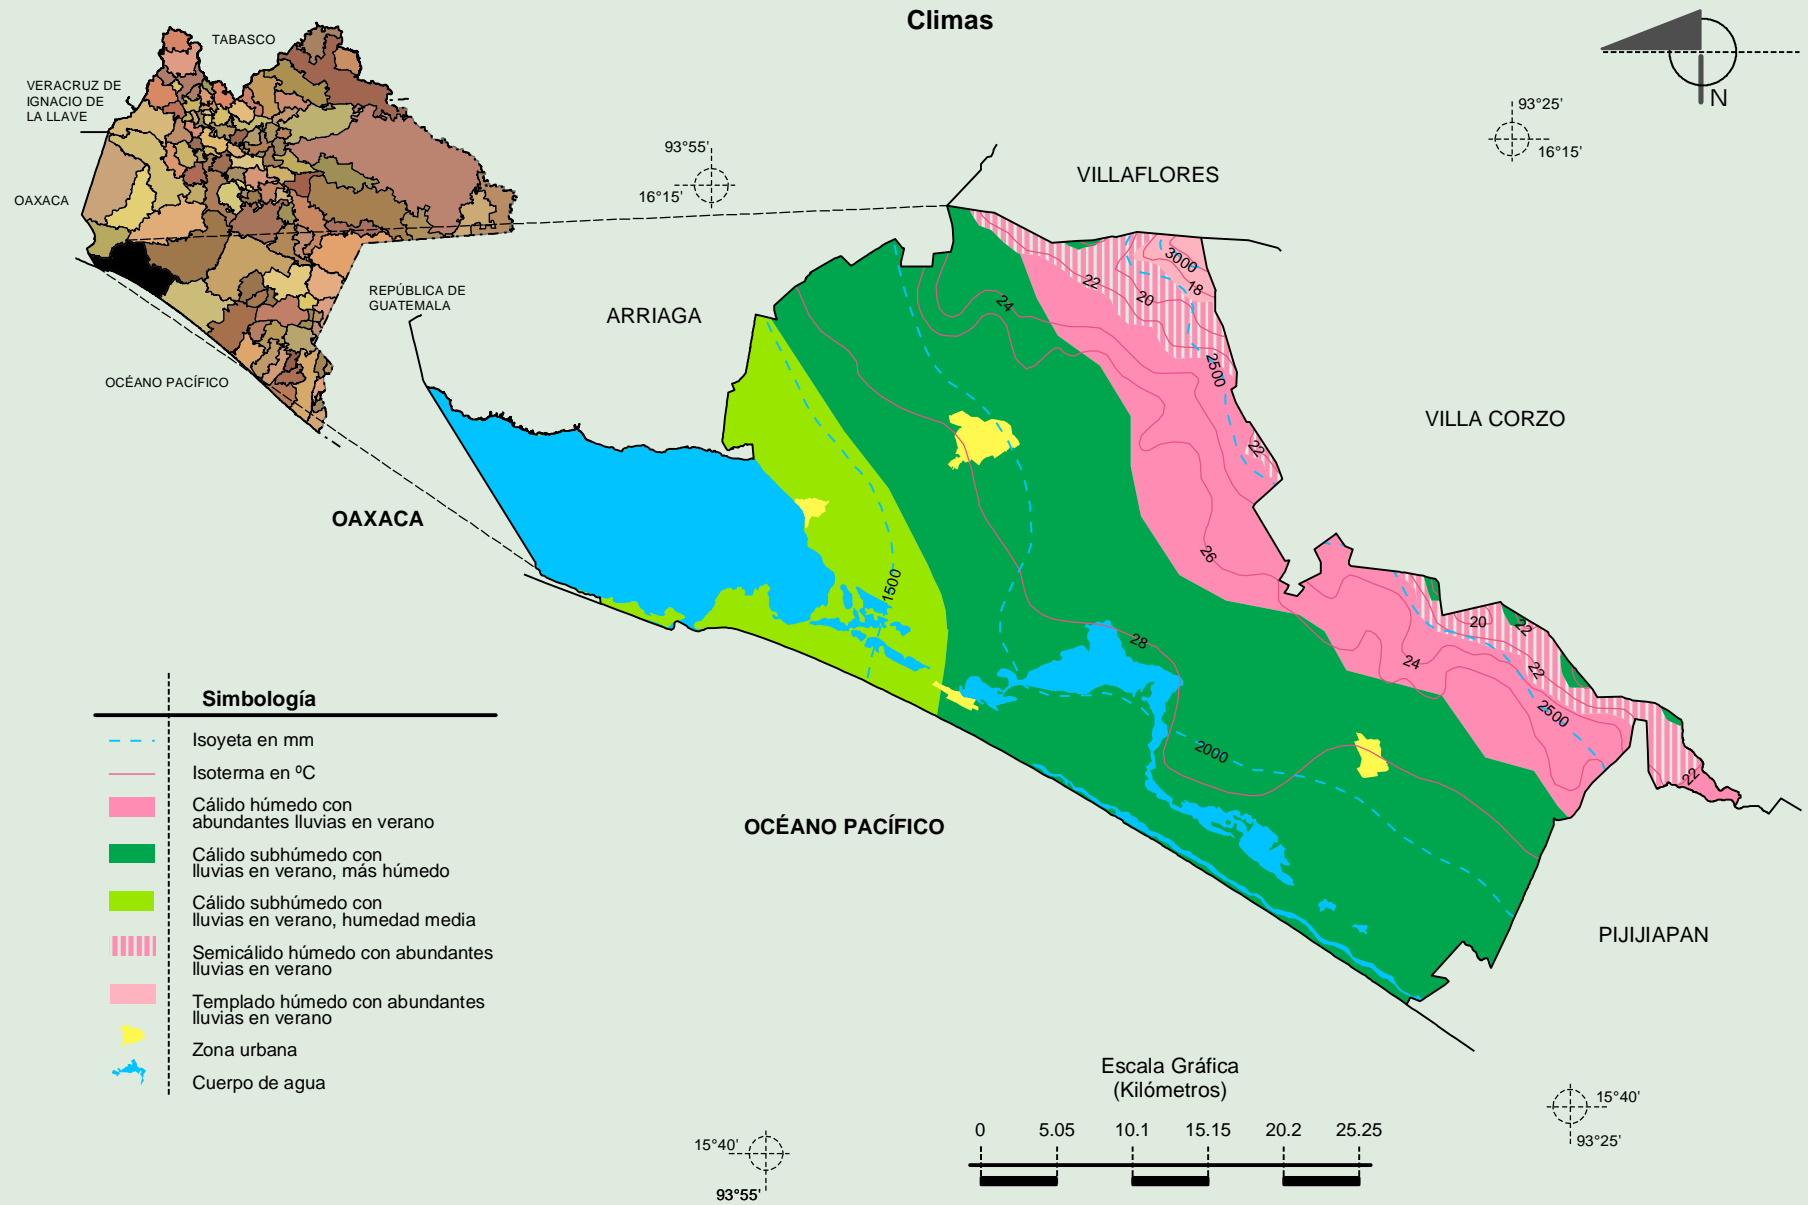 Climas
TABASCO
VERACRUZ DE
IGNACIO DE
LA LLAVE
OAXACA
OCÉANO PACÍFICO
REPÚBLICA DE
GUATEMALA
N
93°55'
16°15'
93°25'
16°15'
VILLAFLORES
ARRIAGA
VILLA CORZO
OAXACA
OCÉANO PACÍFICO
PIJIJIAPAN
3000
18
22
20
24
2500
22
26
1500
28
20
22
24
22
2500
2000
22
Simbología
Isoyeta en mm
Isoterma en ºC
Cálido húmedo con
abundantes lluvias en verano
Cálido subhúmedo con
lluvias en verano, más húmedo
Cálido subhúmedo con
lluvias en verano, humedad media
Semicálido húmedo con abundantes
lluvias en verano
Templado húmedo con abundantes
lluvias en verano
Zona urbana
Cuerpo de agua
Escala Gráfica
(Kilómetros)
0 5.05 10.1 15.15 20.2 25.25
15°40'
93°55'
15°40'
93°25'